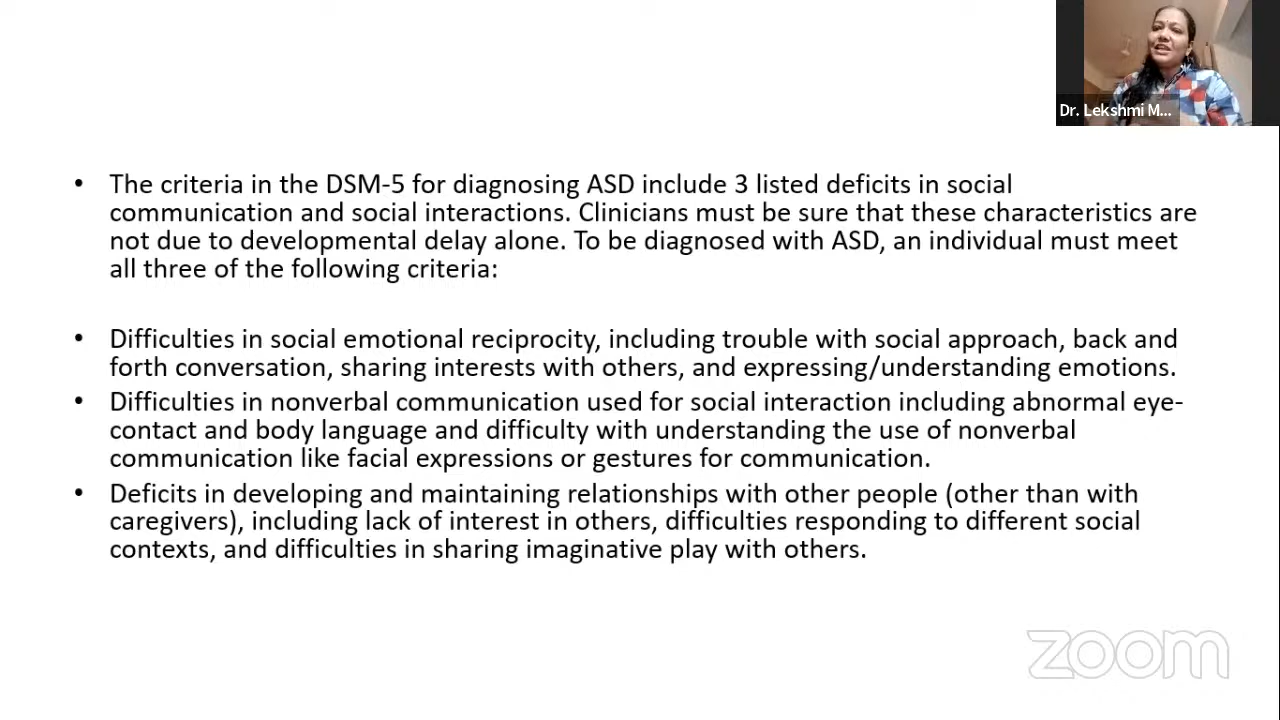 Dr. Lekshmi M...
• The criteria in the DSM-5 for diagnosing ASD include 3 listed deficits in social
communication and social interactions. Clinicians must be sure that these characteristics are
not due to developmental delay alone. To be diagnosed with ASD, an individual must meet
all three of the following criteria:
• Difficulties in social emotional reciprocity, including trouble with social approach, back and
forth conversation, sharing interests with others, and expressing/understanding emotions.
• Difficulties in nonverbal communication used for social interaction including abnormal eye-
contact and body language and difficulty with understanding the use of nonverbal
communication like facial expressions or gestures for communication.
• Deficits in developing and maintaining relationships with other people (other than with
caregivers), including lack of interest in others, difficulties responding to different social
contexts, and difficulties in sharing imaginative play with others.
zoom